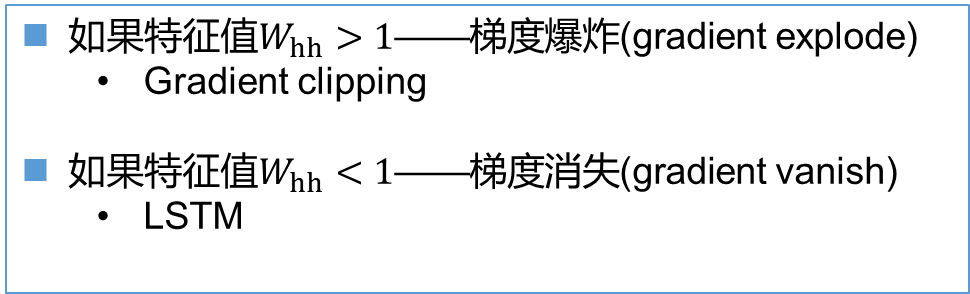 ■ 如果特征值W_hh > 1——梯度爆炸(gradient explode)
• Gradient clipping
■ 如果特征值W_hh < 1——梯度消失(gradient vanish)
• LSTM